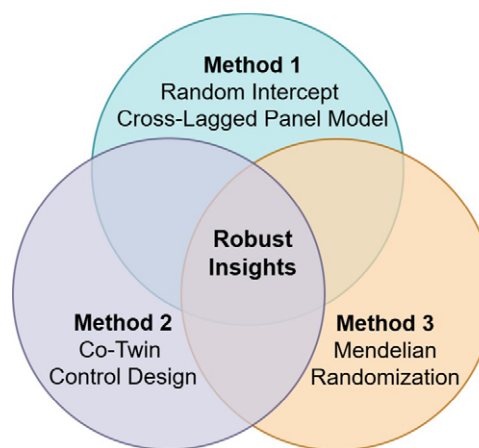 Method 1
Random Intercept
Cross-Lagged Panel Model
Robust
Insights
Method 2
Co-Twin
Control Design
Method 3
Mendelian
Randomization